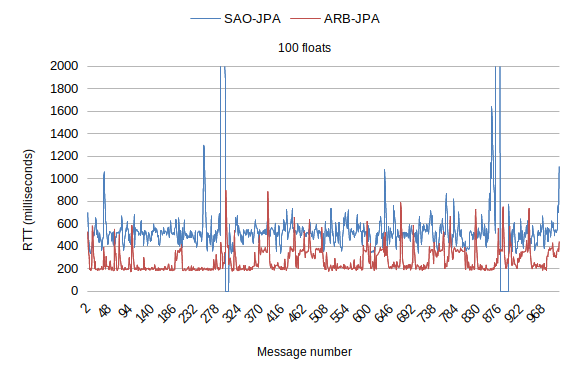 SAO-JPA ARB-JPA
100 floats
2000
1800
1600
1400
1200
1000
800
600
400
200
0
RTT (milliseconds)
2 48 94 140 186 232 278 324 370 416 462 508 554 600 646 692 738 784 830 876 922 968
Message number